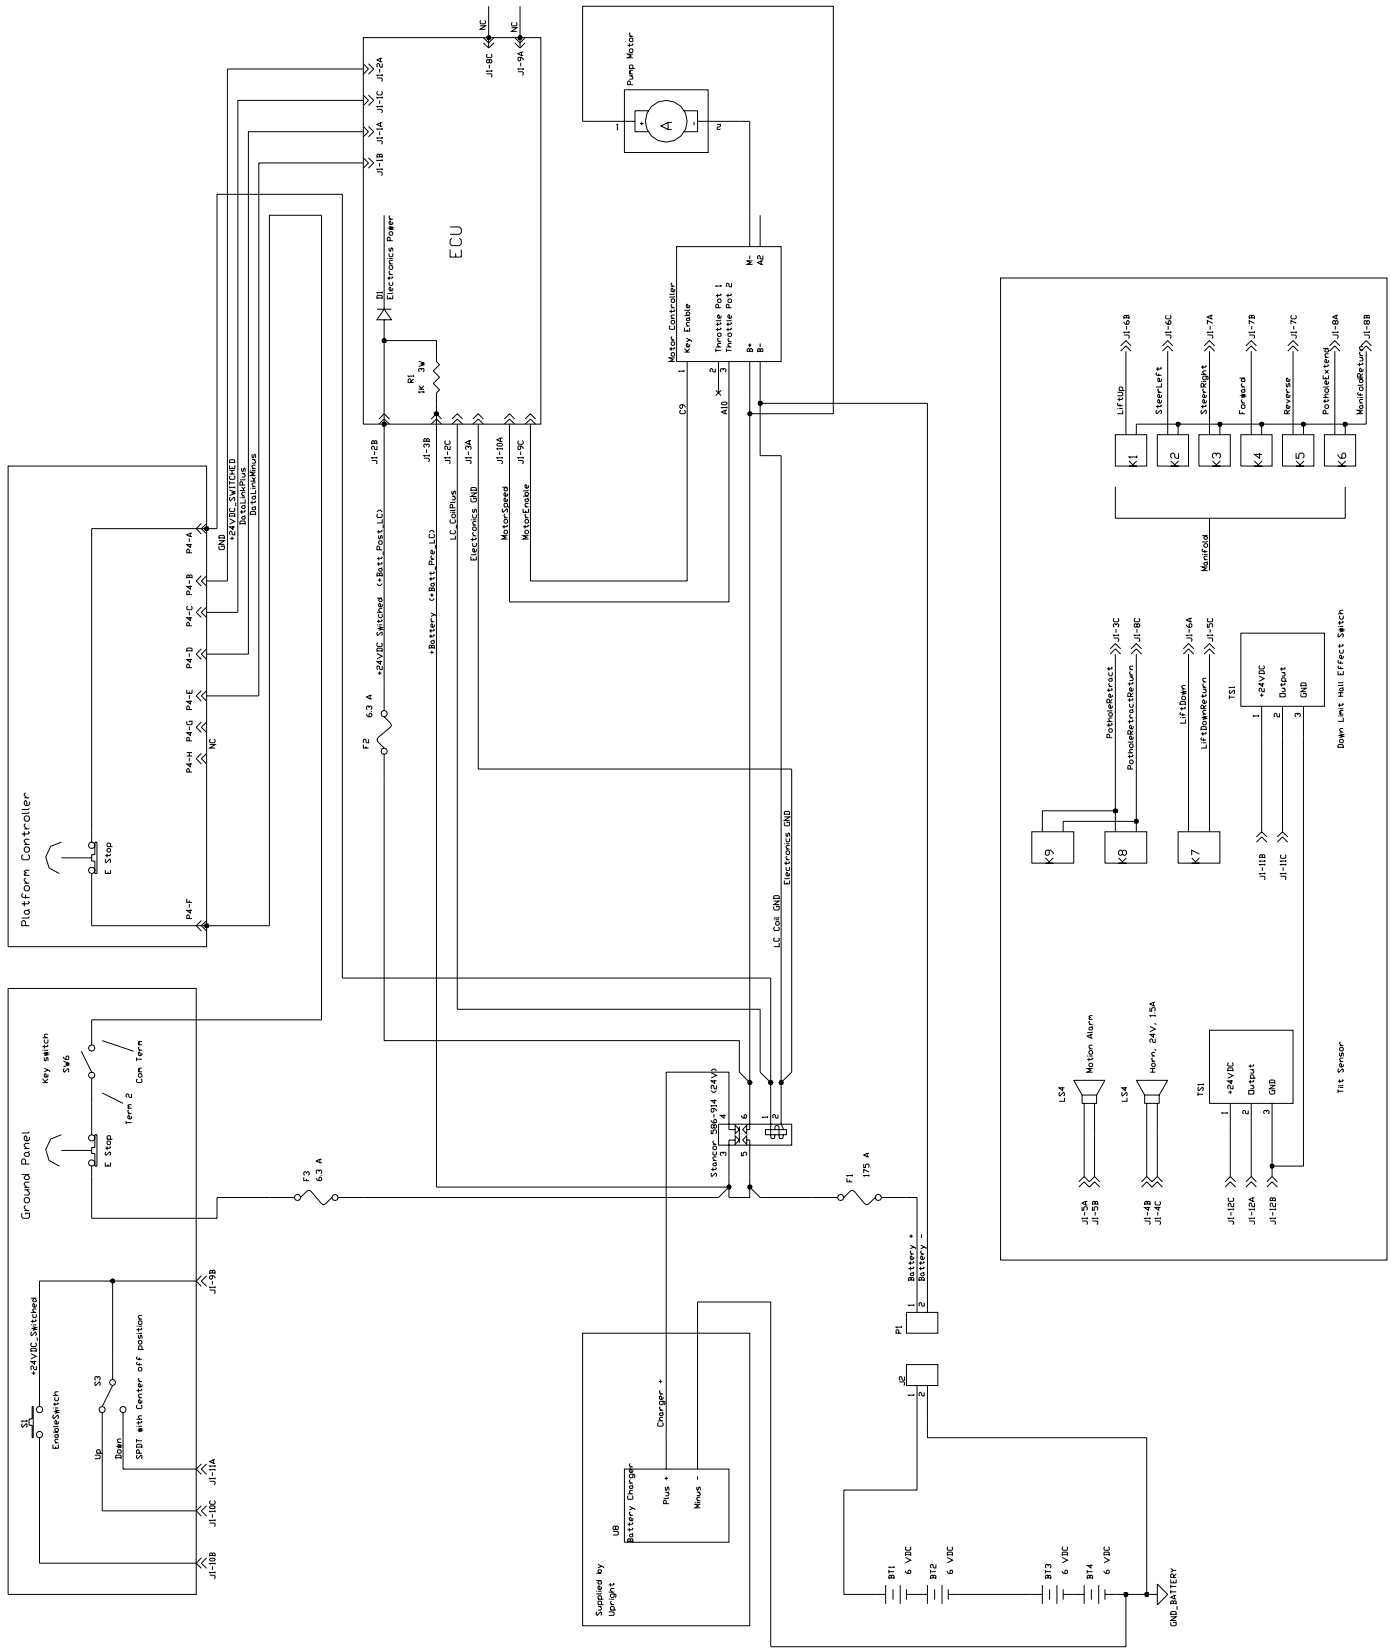 Platform Controller
E Stop
P4-F
P4-H
NC
P4-G
P4-E
P4-D
P4-C
P4-B
P4-A
GND
+24VDC_SWITCHED
DataLinkPlus
DataLinkMinus
Ground Panel
E Stop
Key switch
SW6
Term 2
Com Term
+24VDC_Switched
S1
EnableSwitch
S3
Up
Down
SPDT with Center off position
J1-10B
J1-10C
J1-11A
J1-9B
F3
6.3 A
ECU
J1-2A
J1-1C
J1-1A
J1-1B
J1-8C
NC
J1-9A
NC
D1
Electronics Power
R1
1K 3W
J1-2B
J1-3B
J1-2C
J1-3A
J1-10A
J1-9C
+24VDC Switched (+Batt_Post_LC)
+Battery (+Batt_Pre_LC)
LC_CoilPlus
Electronics GND
MotorSpeed
MotorEnable
F2
6.3 A
Pump Motor
1
+
A
-
2
Motor Controller
Key Enable
Throttle Pot 1
Throttle Pot 2
B+
B-
M-
A2
1
2
3
C9
A10
LC Coil GND
Electronics GND
Stancor 586-914 (24V)
3
4
5
6
1
2
F1
175 A
Battery +
Battery -
1
2
P1
J2
1
2
Supplied by
Upright
U8
Battery Charger
Plus +
Minus -
Charger +
BT1
6 VDC
BT2
6 VDC
BT3
6 VDC
BT4
6 VDC
GND_BATTERY
K1
K2
K3
K4
K5
K6
LiftUp
SteerLeft
SteerRight
Forward
Reverse
PotholeExtend
ManifoldReturn
J1-6B
J1-6C
J1-7A
J1-7B
J1-7C
J1-8A
J1-8B
Manifold
K9
K8
K7
PotholeRetract
PotholeRetractReturn
LiftDown
LiftDownReturn
J1-3C
J1-8C
J1-6A
J1-5C
TS1
+24VDC
Output
GND
1
2
3
J1-11B
J1-11C
Down Limit Hall Effect Switch
LS4
Motion Alarm
J1-5A
J1-5B
LS4
Horn, 24V, 1.5A
J1-4B
J1-4C
TS1
+24VDC
Output
GND
1
2
3
J1-12C
J1-12A
J1-12B
Tilt Sensor